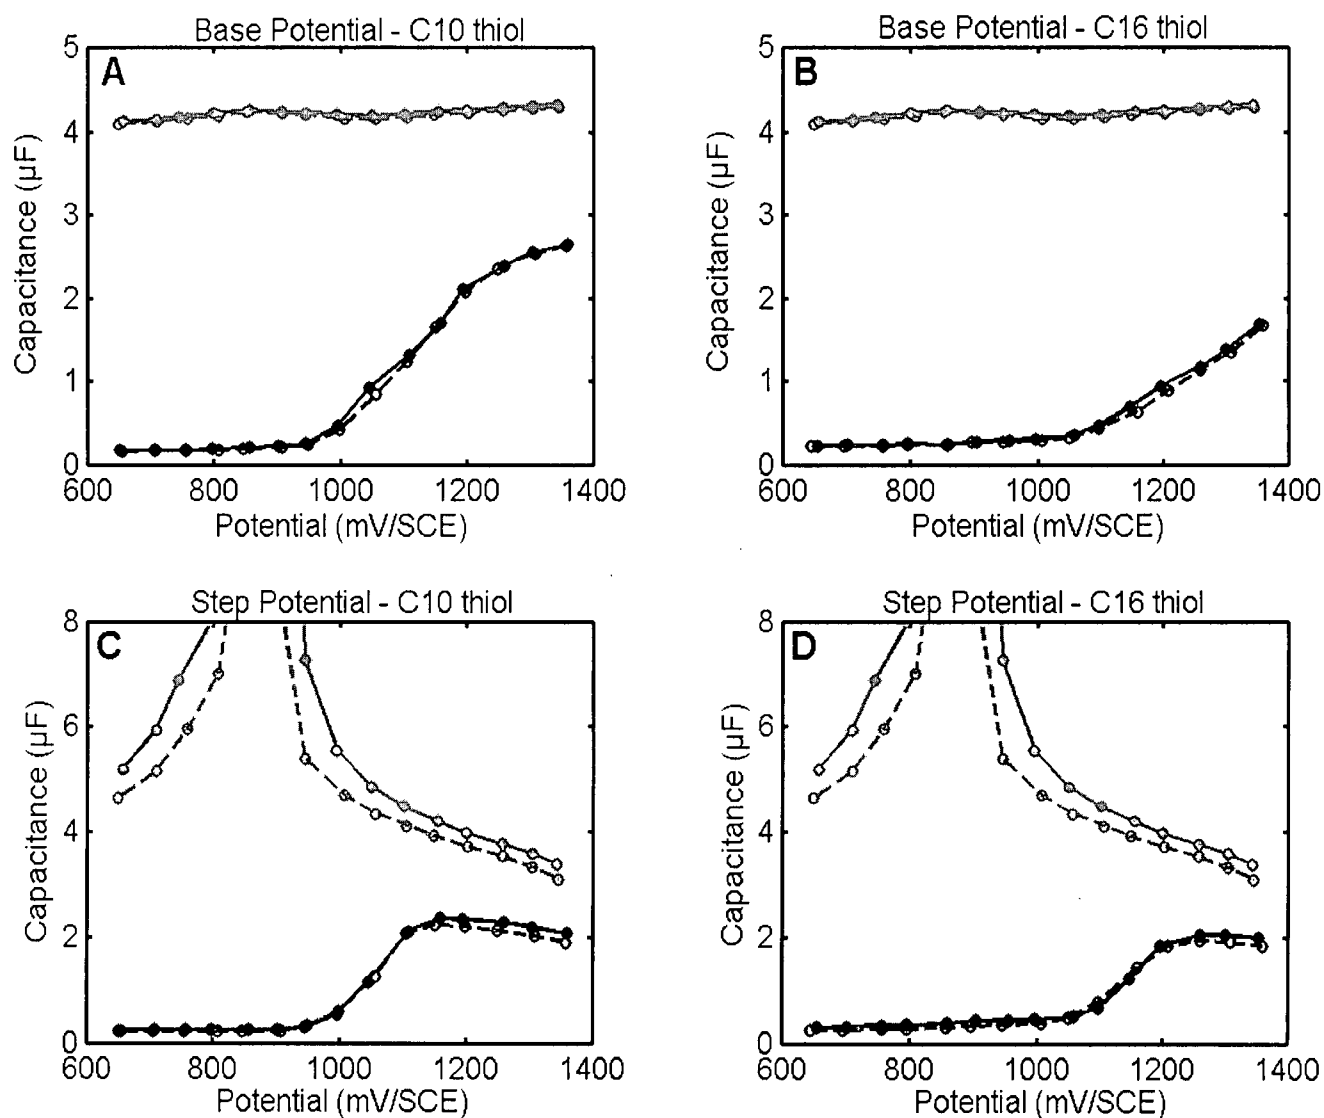 Base Potential - C10 thiol
A
5
4
3
2
1
0
Capacitance (µF)
600 800 1000 1200 1400
Potential (mV/SCE)
Base Potential - C16 thiol
B
5
4
3
2
1
0
Capacitance (µF)
600 800 1000 1200 1400
Potential (mV/SCE)
Step Potential - C10 thiol
C
8
6
4
2
0
Capacitance (µF)
600 800 1000 1200 1400
Potential (mV/SCE)
Step Potential - C16 thiol
D
8
6
4
2
0
Capacitance (µF)
600 800 1000 1200 1400
Potential (mV/SCE)